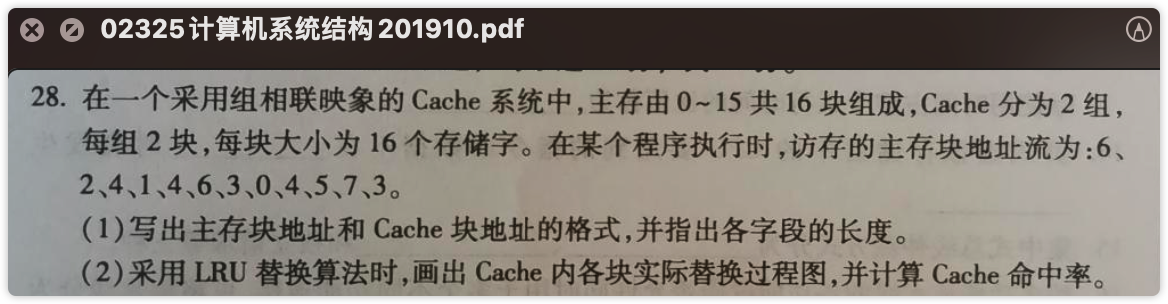 02325计算机系统结构201910.pdf
28. 在一个采用组相联映象的 Cache 系统中,主存由 0~15 共 16 块组成,Cache 分为 2 组,
每组 2 块,每块大小为 16 个存储字。在某个程序执行时,访存的主存块地址流为:6、
2、4、1、4、6、3、0、4、5、7、3。
(1)写出主存块地址和 Cache 块地址的格式,并指出各字段的长度。
(2)采用 LRU 替换算法时,画出 Cache 内各块实际替换过程图,并计算 Cache 命中率。